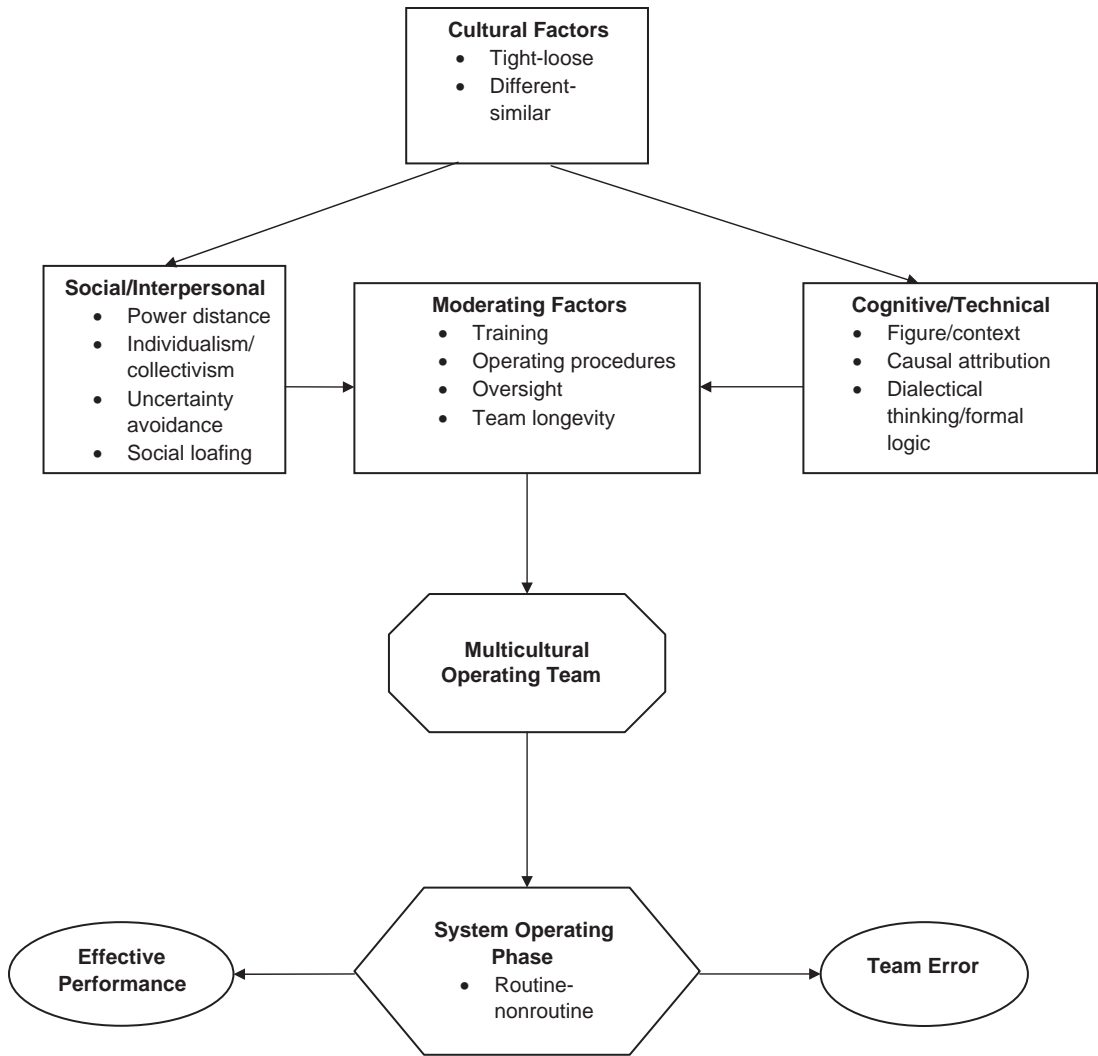 Cultural Factors
• Tight-loose
• Different-
similar
Social/Interpersonal
• Power distance
• Individualism/
collectivism
• Uncertainty
avoidance
• Social loafing
Moderating Factors
• Training
• Operating procedures
• Oversight
• Team longevity
Cognitive/Technical
• Figure/context
• Causal attribution
• Dialectical
thinking/formal
logic
Multicultural
Operating Team
Effective
Performance
System Operating
Phase
• Routine-
nonroutine
Team Error